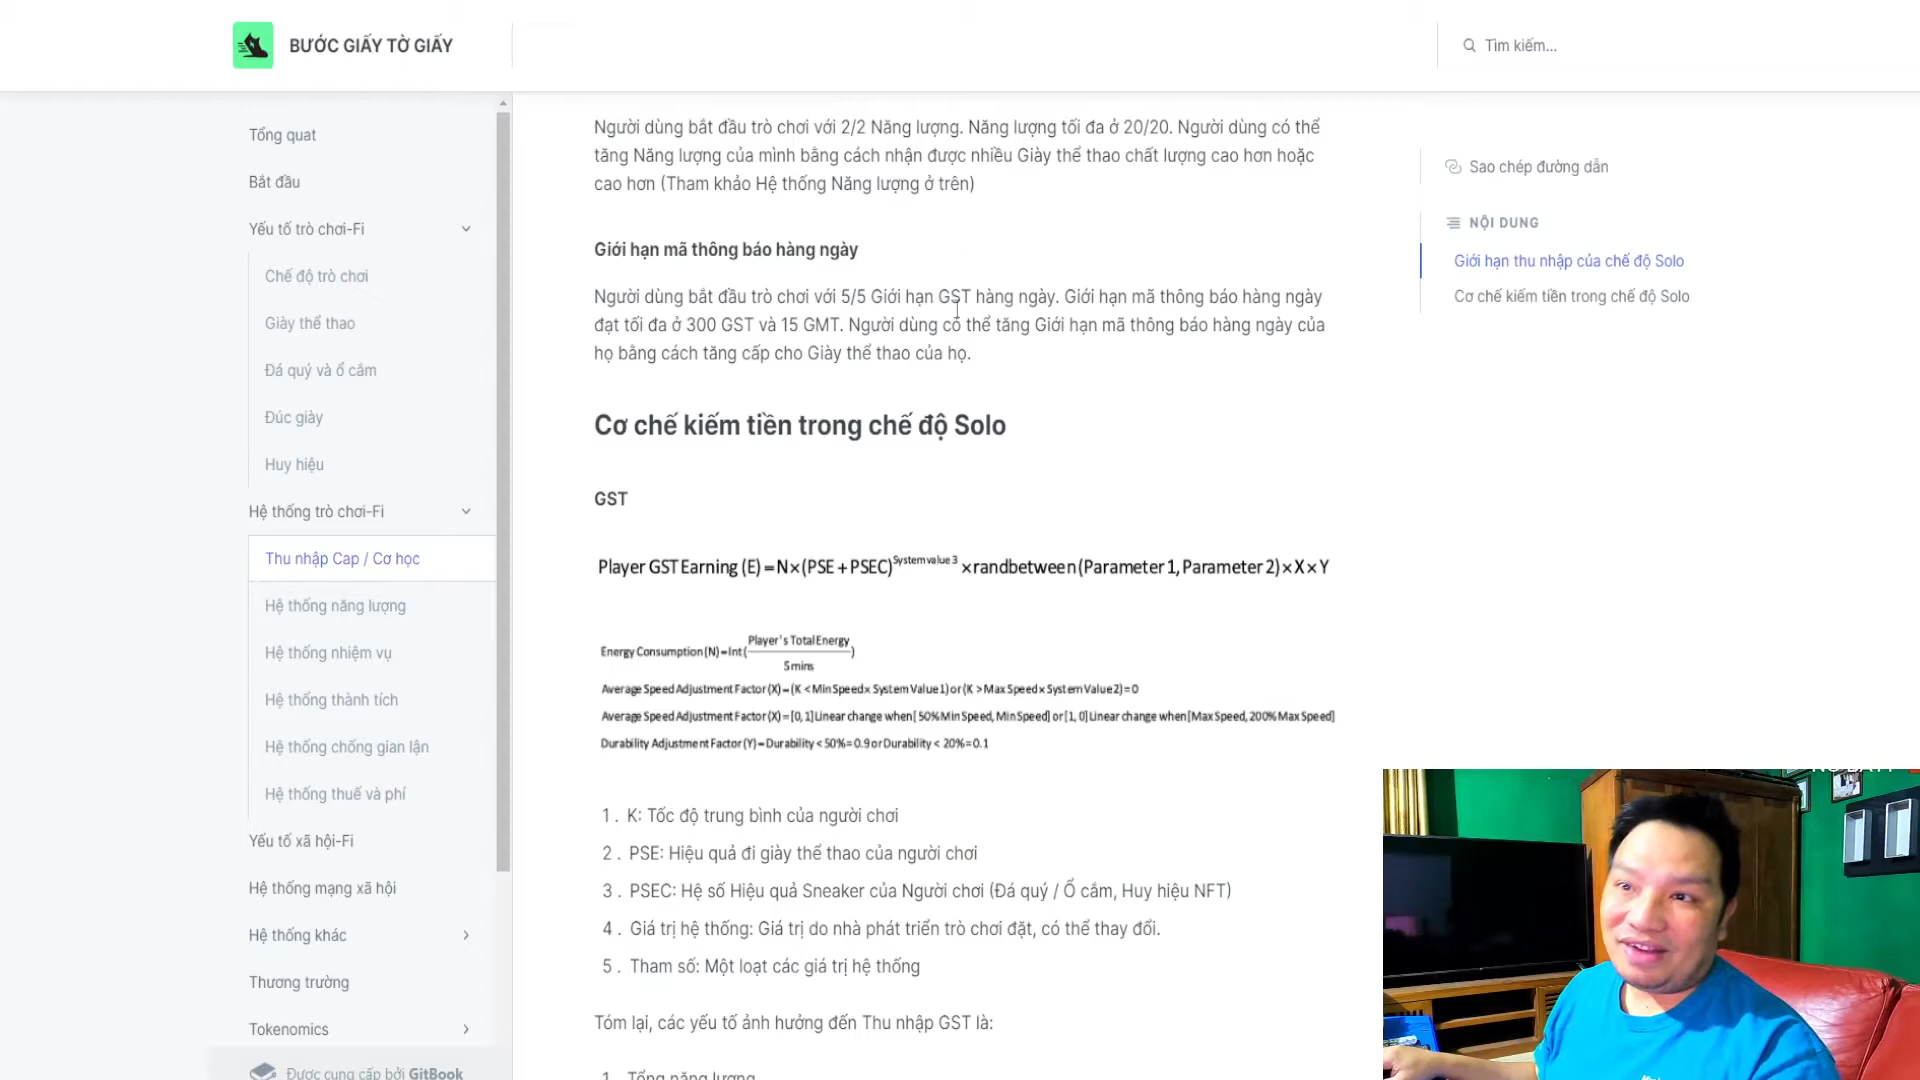 BƯỚC GIẤY TỜ GIẤY
Tìm kiếm...
Tổng quat
Bắt đầu
Yếu tố trò chơi-Fi
Chế độ trò chơi
Giày thể thao
Đá quý và ổ cắm
Đúc giày
Huy hiệu
Hệ thống trò chơi-Fi
Thu nhập Cap / Cơ học
Hệ thống năng lượng
Hệ thống nhiệm vụ
Hệ thống thành tích
Hệ thống chống gian lận
Hệ thống thuế và phí
Yếu tố xã hội-Fi
Hệ thống mạng xã hội
Hệ thống khác
Thương trường
Tokenomics
Được cung cấp bởi GitBook
Người dùng bắt đầu trò chơi với 2/2 Năng lượng. Năng lượng tối đa ở 20/20. Người dùng có thể
tăng Năng lượng của mình bằng cách nhận được nhiều Giày thể thao chất lượng cao hơn hoặc
cao hơn (Tham khảo Hệ thống Năng lượng ở trên)
Giới hạn mã thông báo hàng ngày
Người dùng bắt đầu trò chơi với 5/5 Giới hạn GST hàng ngày. Giới hạn mã thông báo hàng ngày
đạt tối đa ở 300 GST và 15 GMT. Người dùng có thể tăng Giới hạn mã thông báo hàng ngày của
họ bằng cách tăng cấp cho Giày thể thao của họ.
Cơ chế kiếm tiền trong chế độ Solo
GST
Player GST Earning (E) = N × (PSE + PSEC)^System value 3 × randbetween (Parameter 1, Parameter 2) × X × Y
Energy Consumption (N) = Int (Player's Total Energy / 5 mins)
Average Speed Adjustment Factor (X) = (K < Min Speed x System Value 1) or (K > Max Speed x System Value 2) = 0
Average Speed Adjustment Factor (X) = [0, 1] Linear change when [ 50% Min Speed, Min Speed] or [1, 0] Linear change when [Max Speed, 200% Max Speed]
Durability Adjustment Factor (Y) = Durability < 50% = 0.9 or Durability < 20% = 0.1
1. K: Tốc độ trung bình của người chơi
2. PSE: Hiệu quả đi giày thể thao của người chơi
3. PSEC: Hệ số Hiệu quả Sneaker của Người chơi (Đá quý / Ổ cắm, Huy hiệu NFT)
4. Giá trị hệ thống: Giá trị do nhà phát triển trò chơi đặt, có thể thay đổi.
5. Tham số: Một loạt các giá trị hệ thống
Tóm lại, các yếu tố ảnh hưởng đến Thu nhập GST là:
1. Tổng năng lượng
Sao chép đường dẫn
NỘI DUNG
Giới hạn thu nhập của chế độ Solo
Cơ chế kiếm tiền trong chế độ Solo